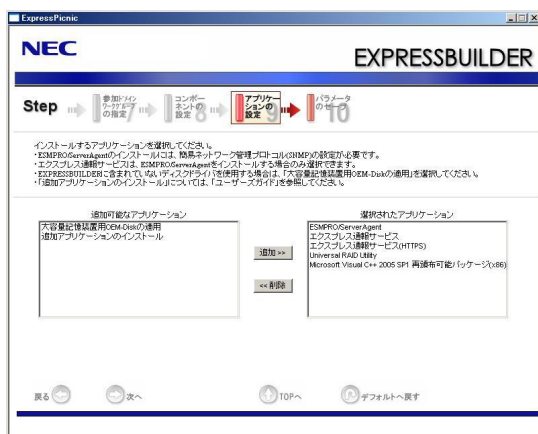 ExpressPicnic
NEC
EXPRESSBUILDER
Step
参加ドメイン
ワークグループ
の指定
7
コンポー
ネントの
設定
8
アプリケー
ションの
設定
9
パラメータ
のセーブ
10
インストールするアプリケーションを選択してください。
・ESMPRO/ServerAgentのインストールには、簡易ネットワーク管理プロトコル(SNMP)の設定が必要です。
・エクスプレス通報サービスは、ESMPRO/ServerAgentをインストールする場合のみ選択できます。
・EXPRESSBUILDERに含まれていないディスクドライバを使用する場合は、「大容量記憶装置用OEM-Diskの適用」を選択してください。
・「追加アプリケーションのインストール」については、「ユーザーズガイド」を参照してください。
追加可能なアプリケーション
大容量記憶装置用OEM-Diskの適用
追加アプリケーションのインストール
追加 >>
<< 削除
選択されたアプリケーション
ESMPRO/ServerAgent
エクスプレス通報サービス
エクスプレス通報サービス(HTTPS)
Universal RAID Utility
Microsoft Visual C++ 2005 SP1 再頒布可能パッケージ(x86)
戻る
次へ
TOPへ
デフォルトへ戻す